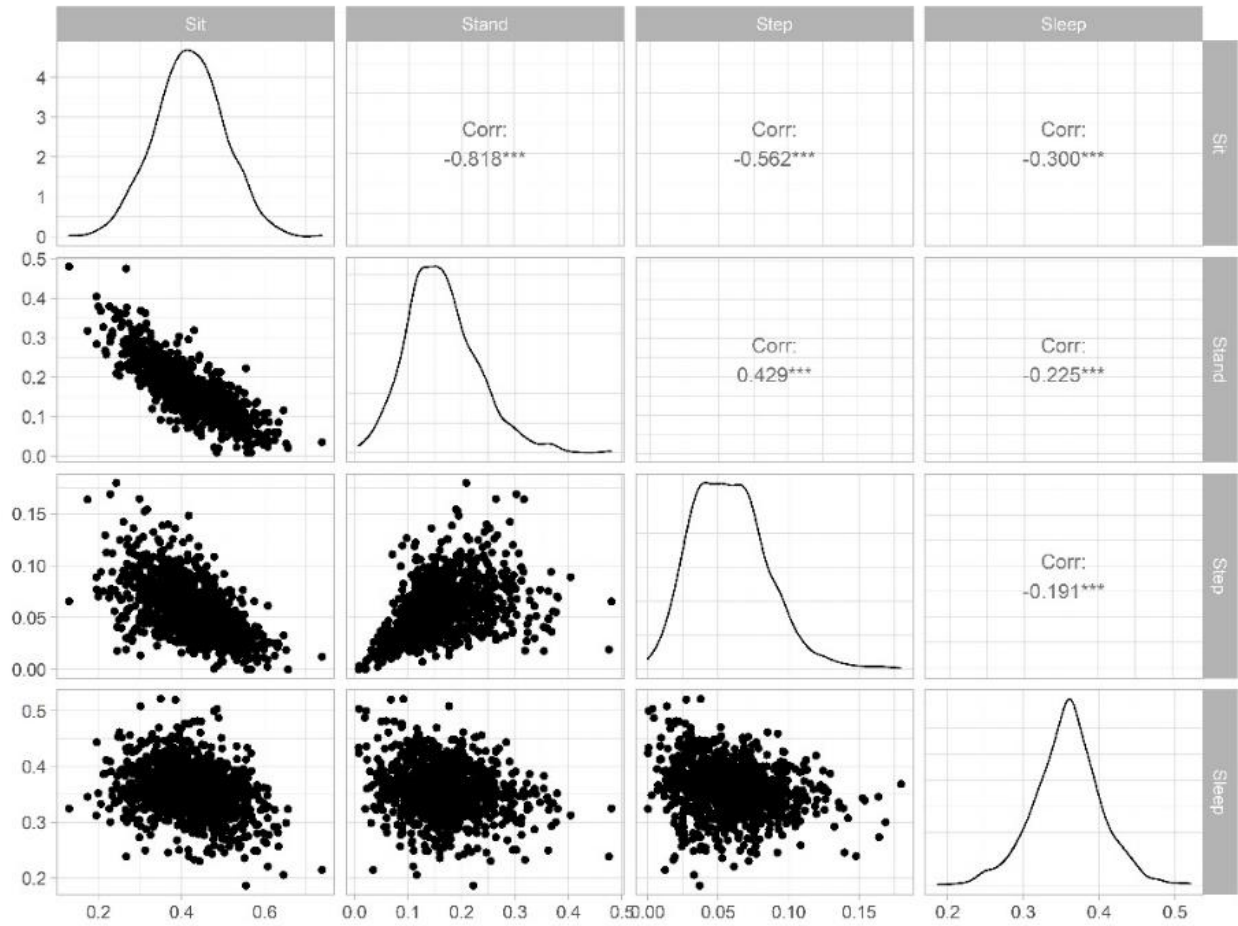 Sit Stand Step Sleep
4
3
2
1
0
Corr:
-0.818***
Corr:
-0.562***
Corr:
-0.300***
Sit
0.5
0.4
0.3
0.2
0.1
0.0
Corr:
0.429***
Corr:
-0.225***
Stand
0.15
0.10
0.05
0.00
Corr:
-0.191***
Step
0.5
0.4
0.3
0.2
Sleep
0.2 0.4 0.6 0.0 0.1 0.2 0.3 0.4 0.5 0.00 0.05 0.10 0.15 0.2 0.3 0.4 0.5